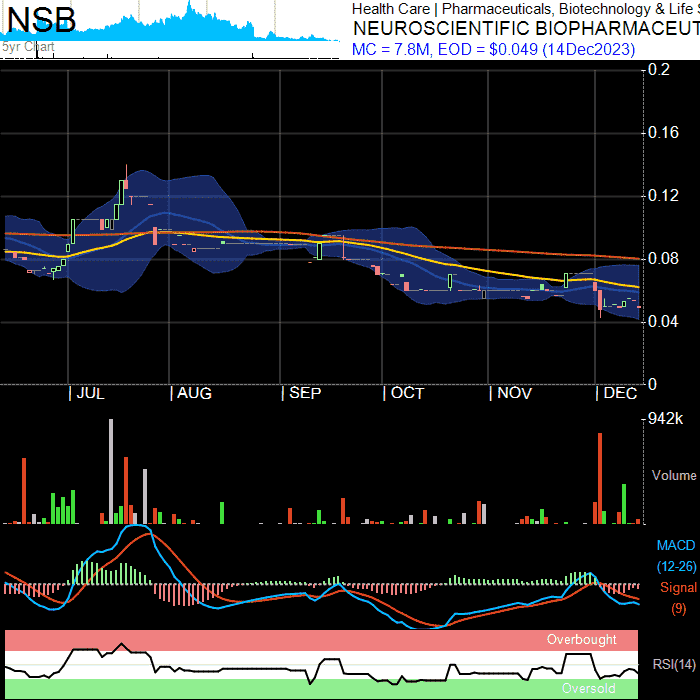 NSB
5yr Chart
Health Care | Pharmaceuticals, Biotechnology & Life S
NEUROSCIENTIFIC BIOPHARMACEUT
MC = 7.8M, EOD = $0.049 (14Dec2023)
0.2
0.16
0.12
0.08
0.04
0
| JUL | AUG | SEP | OCT | NOV | DEC
942k
Volume
MACD
(12-26)
Signal
(9)
Overbought
RSI(14)
Oversold